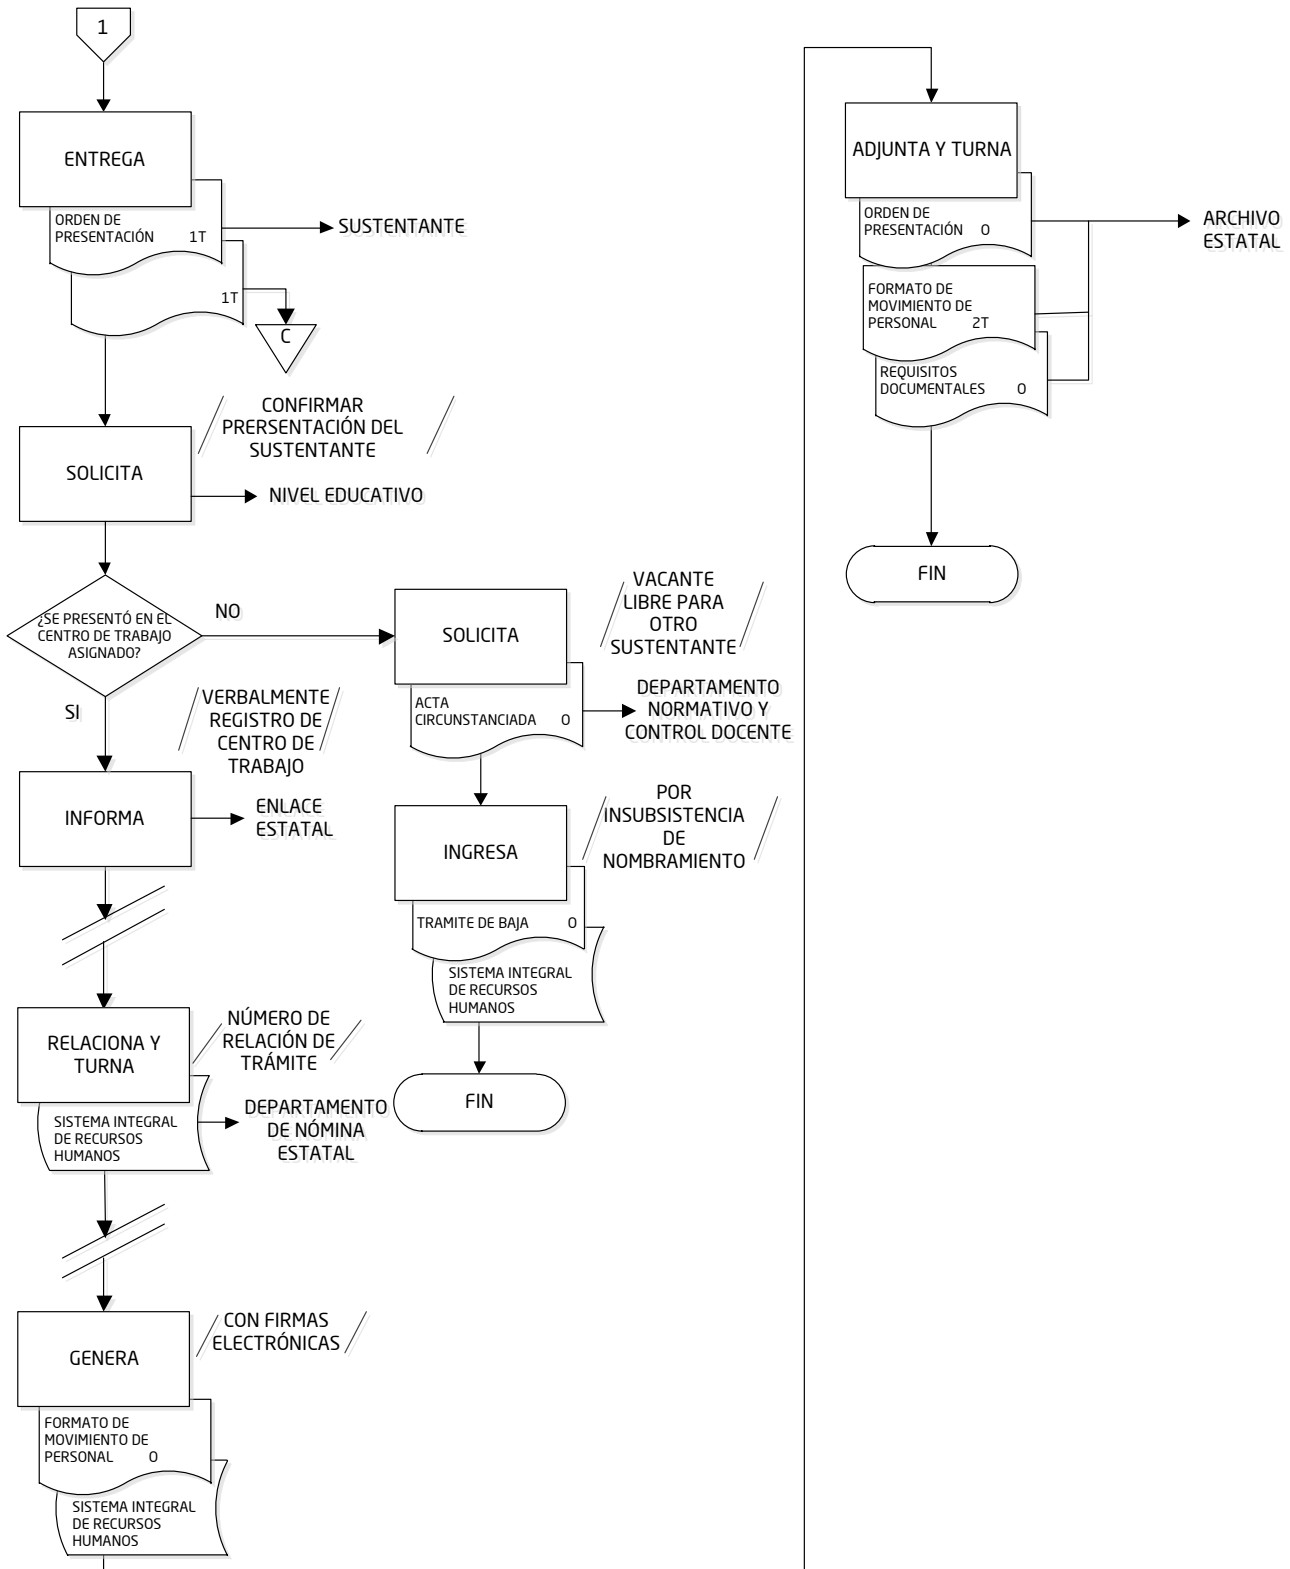 1
ENTREGA
ORDEN DE
PRESENTACIÓN 1T
SUSTENTANTE
1T
C
CONFIRMAR
PRERSENTACIÓN DEL
SUSTENTANTE
SOLICITA
NIVEL EDUCATIVO
¿SE PRESENTÓ EN EL
CENTRO DE TRABAJO
ASIGNADO?
NO
SI
SOLICITA
VACANTE
LIBRE PARA
OTRO
SUSTENTANTE
ACTA
CIRCUNSTANCIADA O
DEPARTAMENTO
NORMATIVO Y
CONTROL DOCENTE
VERBALMENTE
REGISTRO DE
CENTRO DE
TRABAJO
INFORMA
ENLACE
ESTATAL
INGRESA
POR
INSUBSISTENCIA
DE
NOMBRAMIENTO
TRAMITE DE BAJA O
SISTEMA INTEGRAL
DE RECURSOS
HUMANOS
FIN
RELACIONA Y
TURNA
NÚMERO DE
RELACIÓN DE
TRÁMITE
SISTEMA INTEGRAL
DE RECURSOS
HUMANOS
DEPARTAMENTO
DE NÓMINA
ESTATAL
GENERA
CON FIRMAS
ELECTRÓNICAS
FORMATO DE
MOVIMIENTO DE
PERSONAL O
SISTEMA INTEGRAL
DE RECURSOS
HUMANOS
ADJUNTA Y TURNA
ORDEN DE
PRESENTACIÓN O
ARCHIVO
ESTATAL
FORMATO DE
MOVIMIENTO DE
PERSONAL 2T
REQUISITOS
DOCUMENTALES O
FIN